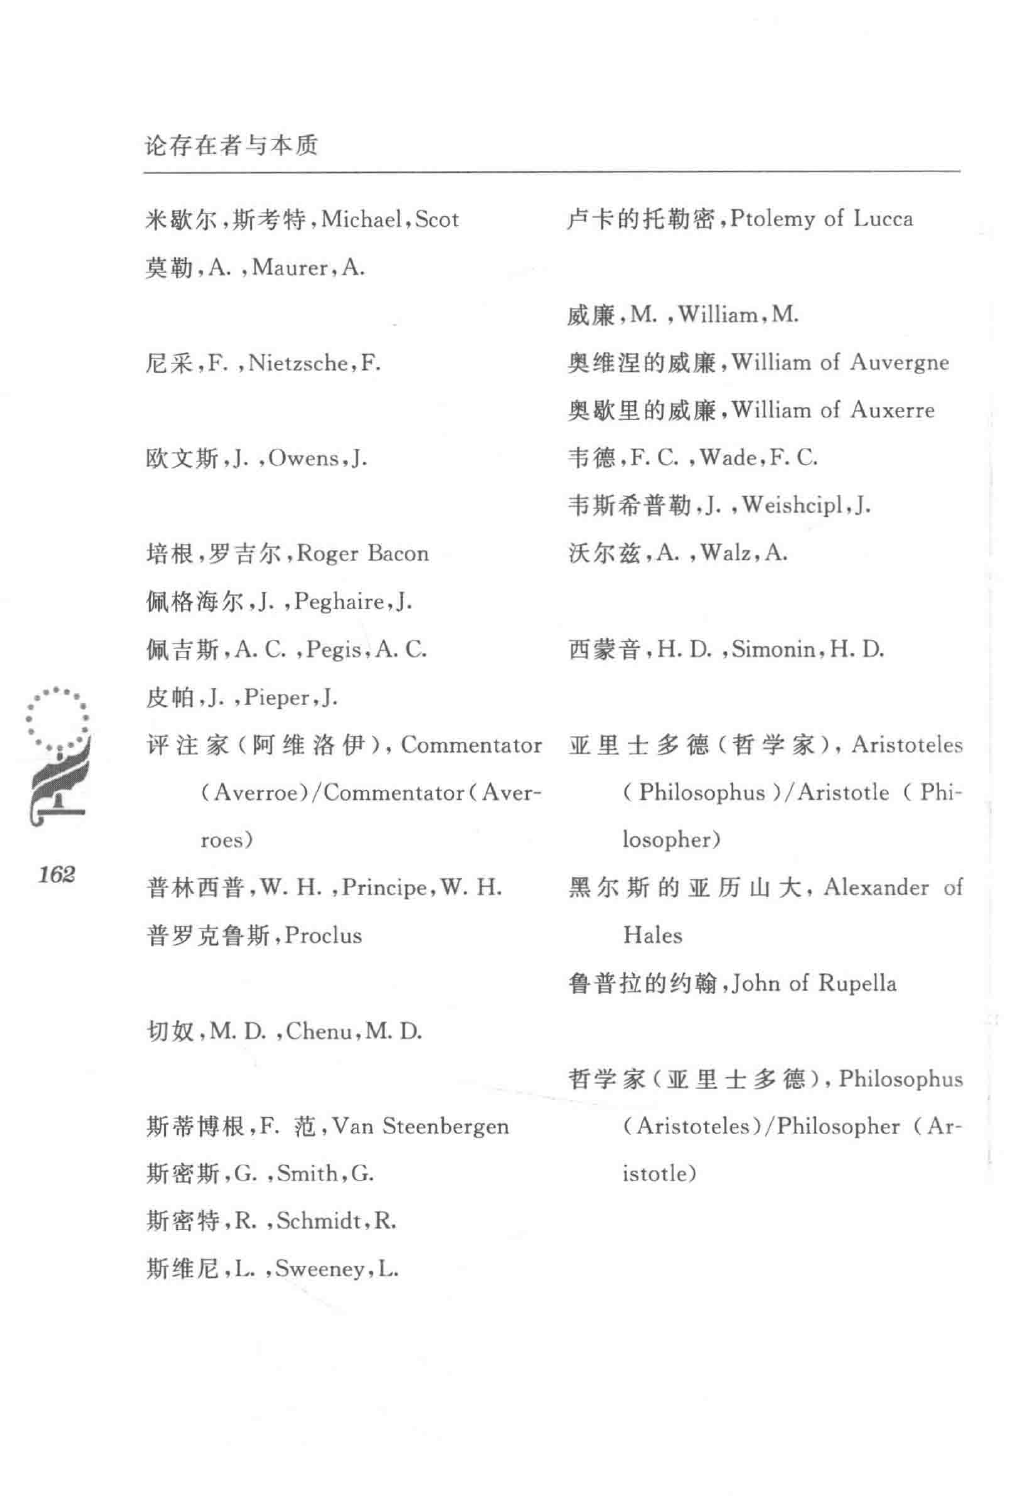 论存在者与本质
米歇尔,斯考特,Michael,Scot
莫勒,A. ,Maurer,A.
尼采,F. ,Nietzsche,F.
欧文斯,J. ,Owens,J.
培根,罗吉尔,Roger Bacon
佩格海尔,J. ,Peghaire,J.
佩吉斯,A. C. ,Pegis,A. C.
皮帕,J. ,Pieper,J.
评注家(阿维洛伊), Commentator
(Averroe)/Commentator(Aver-
roes)
普林西普,W. H. ,Principe,W. H.
普罗克鲁斯,Proclus
切奴,M. D. ,Chenu,M. D.
斯蒂博根,F. 范,Van Steenbergen
斯密斯,G. ,Smith,G.
斯密特,R. ,Schmidt,R.
斯维尼,L. ,Sweeney,L.
卢卡的托勒密,Ptolemy of Lucca
威廉,M. ,William,M.
奥维涅的威廉,William of Auvergne
奥歇里的威廉,William of Auxerre
韦德,F. C. ,Wade,F. C.
韦斯希普勒,J. ,Weishcipl,J.
沃尔兹,A. ,Walz,A.
西蒙音,H. D. ,Simonin,H. D.
亚里士多德(哲学家), Aristoteles
(Philosophus)/Aristotle (Phi-
losopher)
黑尔斯的亚历山大, Alexander of
Hales
鲁普拉的约翰,John of Rupella
哲学家(亚里士多德), Philosophus
(Aristoteles)/Philosopher (Ar-
istotle)
162